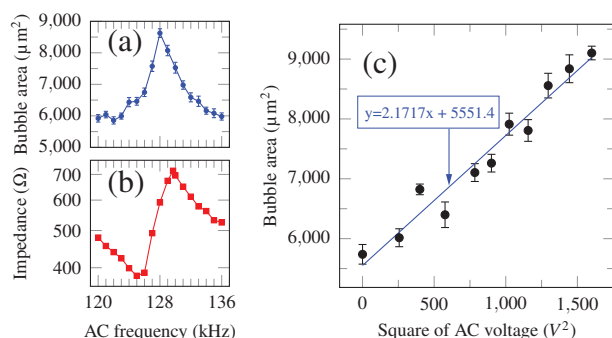 Bubble area (µm²)
9,000
8,000
7,000
6,000
5,000
(a)
Impedance (Ω)
700
600
500
400
(b)
120 128 136
AC frequency (kHz)
Bubble area (µm²)
9,000
8,000
7,000
6,000
(c)
y=2.1717x + 5551.4
0 500 1,000 1,500
Square of AC voltage (V²)